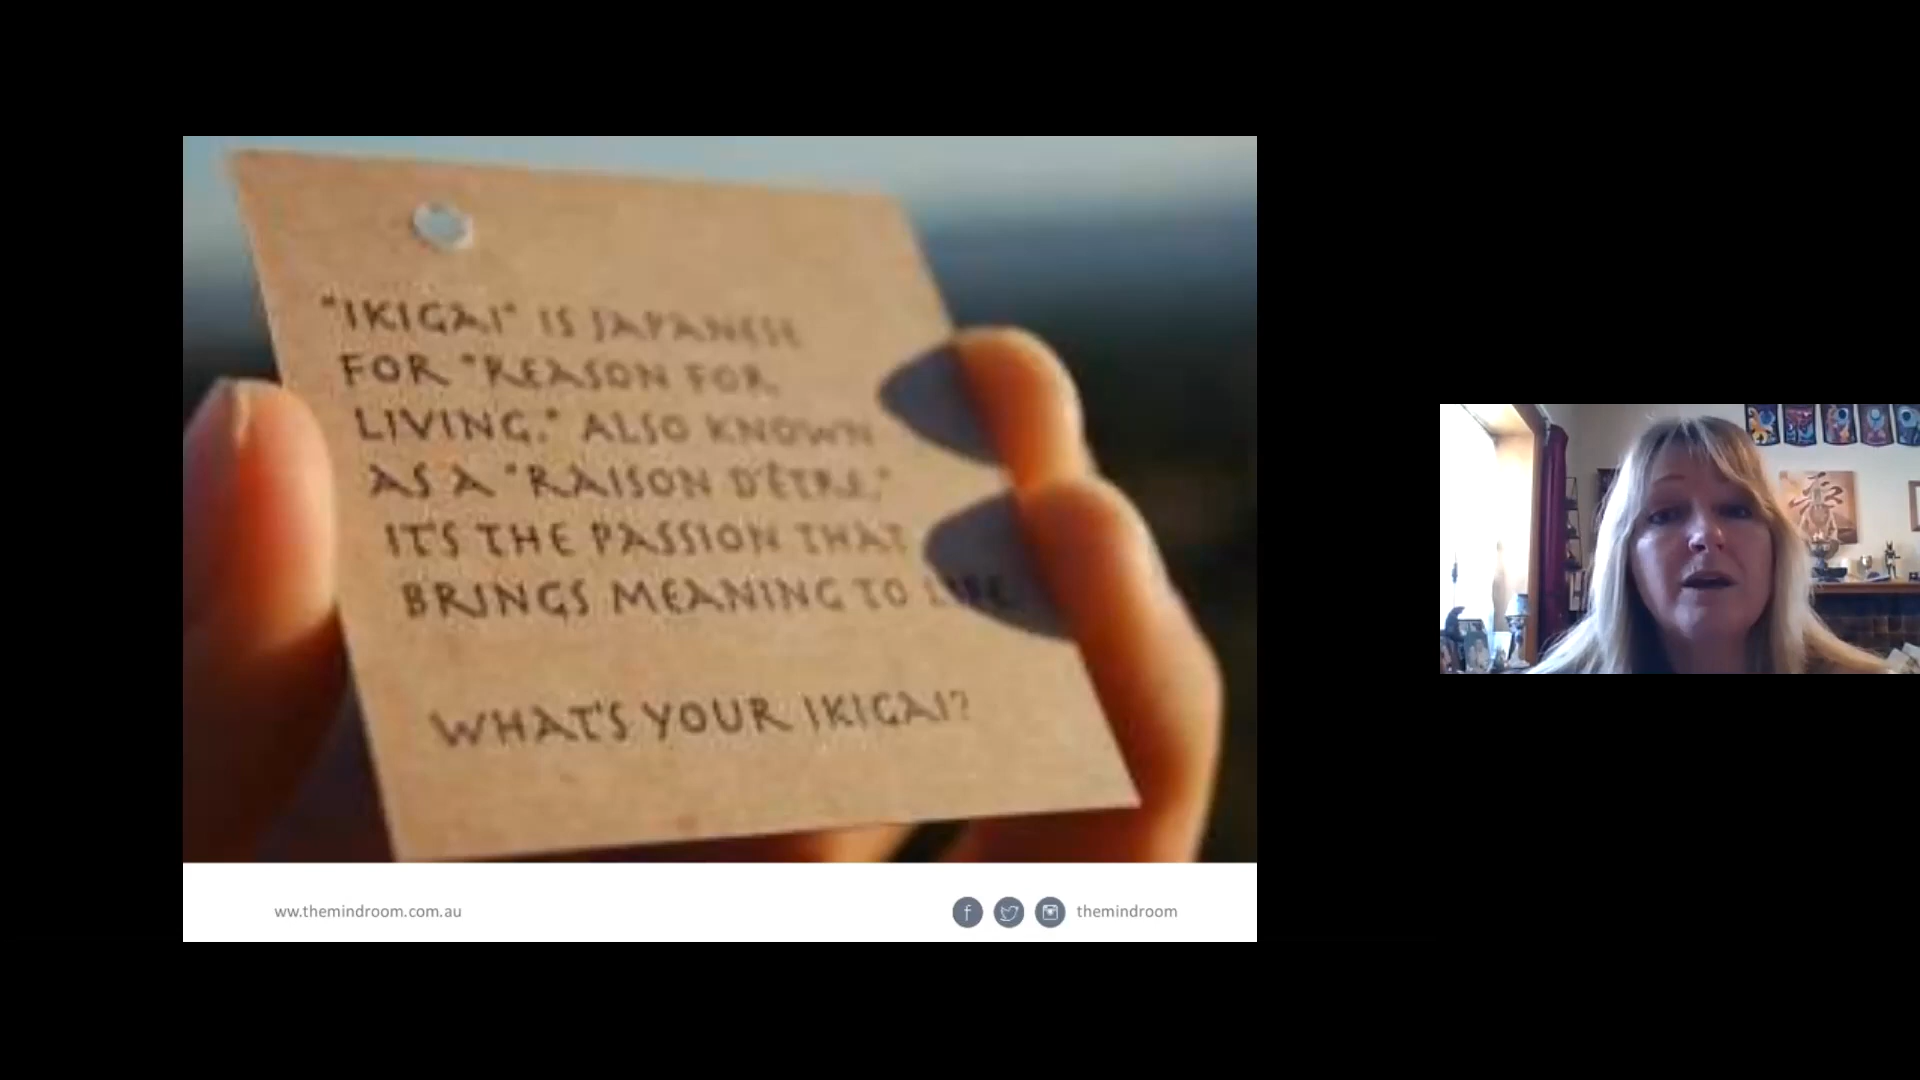 "IKIGAI" IS JAPANESE
FOR "REASON FOR
LIVING." ALSO KNOWN
AS A "RAISON D'ÊTRE,"
IT'S THE PASSION THAT
BRINGS MEANING TO LIFE
WHAT'S YOUR IKIGAI?
ww.themindroom.com.au
themindroom